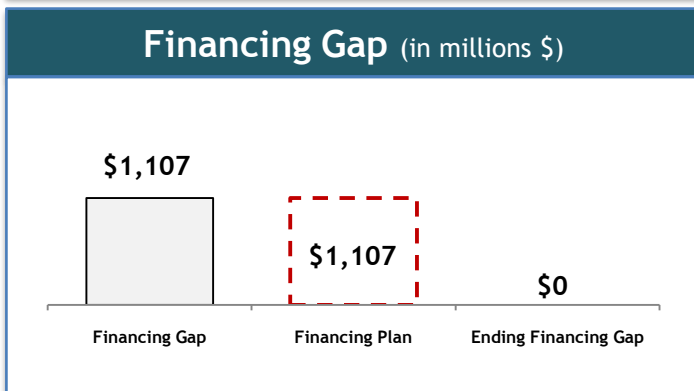 Financing Gap (in millions $)
$1,107
$1,107
$0
Financing Gap
Financing Plan
Ending Financing Gap